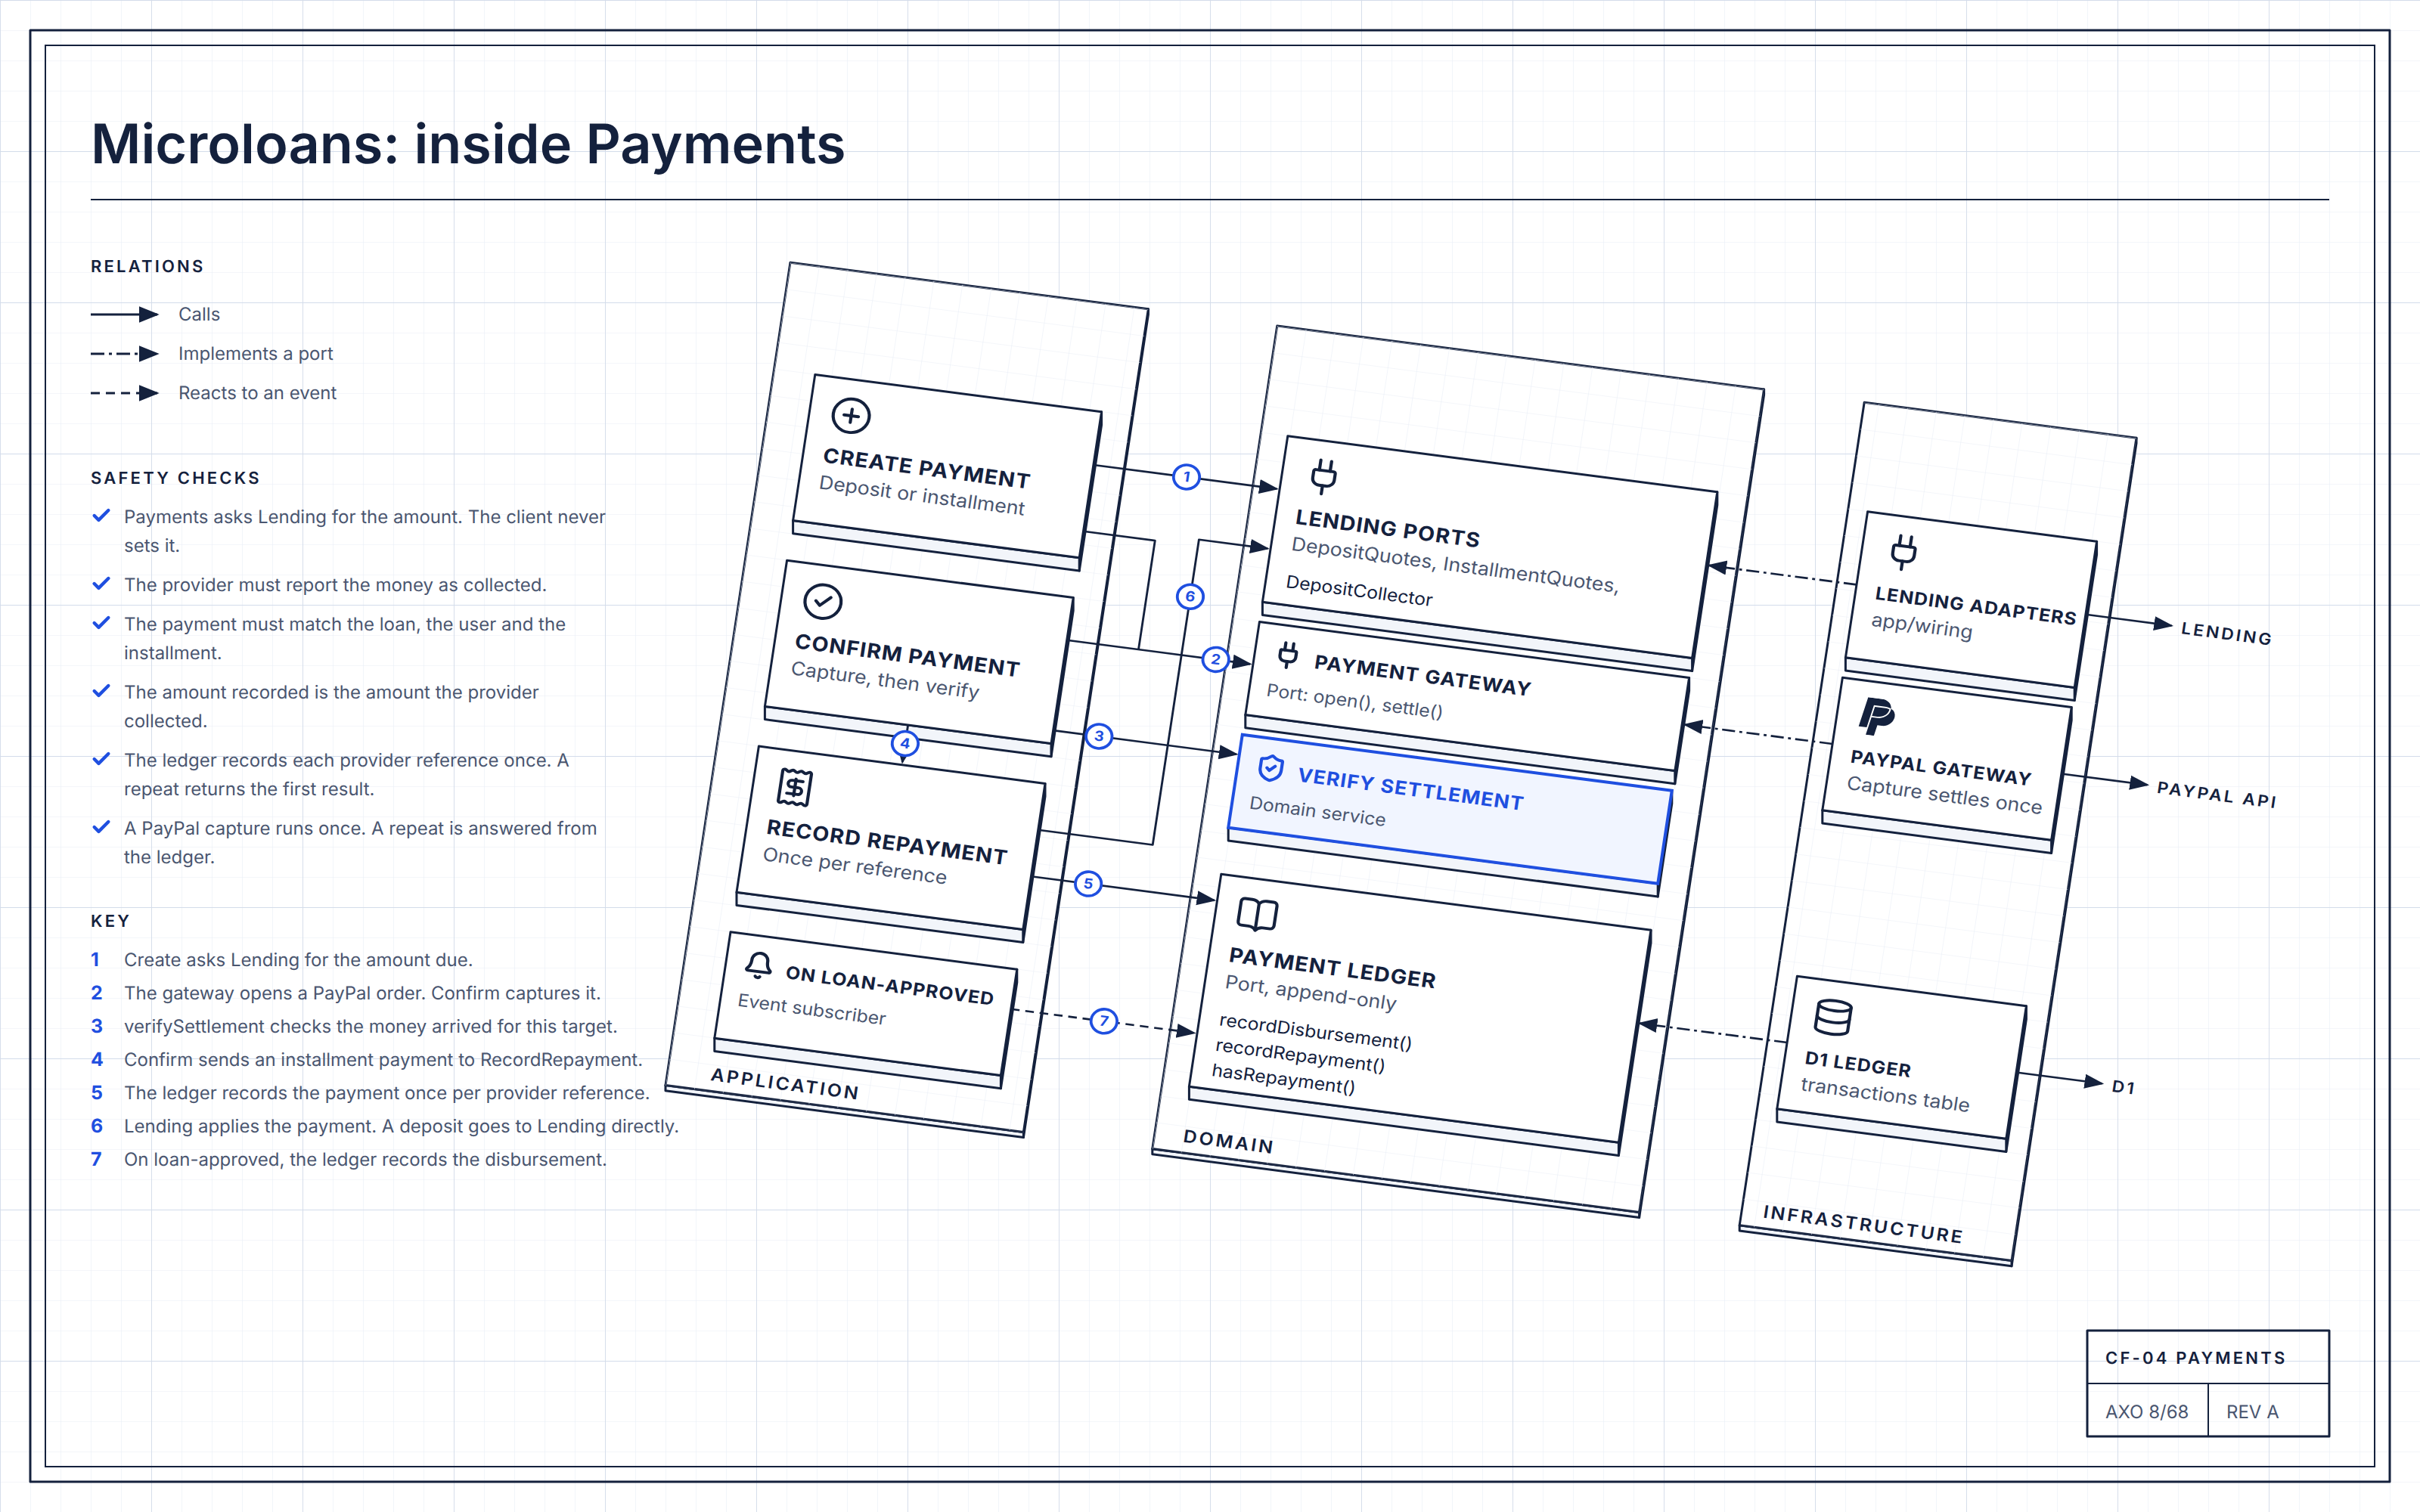 Microloans: inside Payments
RELATIONS
Calls
Implements a port
Reacts to an event
SAFETY CHECKS
Payments asks Lending for the amount. The client never
sets it.
The provider must report the money as collected.
The payment must match the loan, the user and the
installment.
The amount recorded is the amount the provider
collected.
The ledger records each provider reference once. A
repeat returns the first result.
A PayPal capture runs once. A repeat is answered from
the ledger.
KEY
1 Create asks Lending for the amount due.
2 The gateway opens a PayPal order. Confirm captures it.
3 verifySettlement checks the money arrived for this target.
4 Confirm sends an installment payment to RecordRepayment.
5 The ledger records the payment once per provider reference.
6 Lending applies the payment. A deposit goes to Lending directly.
7 On loan-approved, the ledger records the disbursement.
CREATE PAYMENT
Deposit or installment
CONFIRM PAYMENT
Capture, then verify
RECORD REPAYMENT
Once per reference
ON LOAN-APPROVED
Event subscriber
APPLICATION
1
6
2
3
4
5
7
LENDING PORTS
DepositQuotes, InstallmentQuotes,
DepositCollector
PAYMENT GATEWAY
Port: open(), settle()
VERIFY SETTLEMENT
Domain service
PAYMENT LEDGER
Port, append-only
recordDisbursement()
recordRepayment()
hasRepayment()
DOMAIN
LENDING ADAPTERS
app/wiring
PAYPAL GATEWAY
Capture settles once
D1 LEDGER
transactions table
INFRASTRUCTURE
LENDING
PAYPAL API
D1
CF-04 PAYMENTS
AXO 8/68
REV A